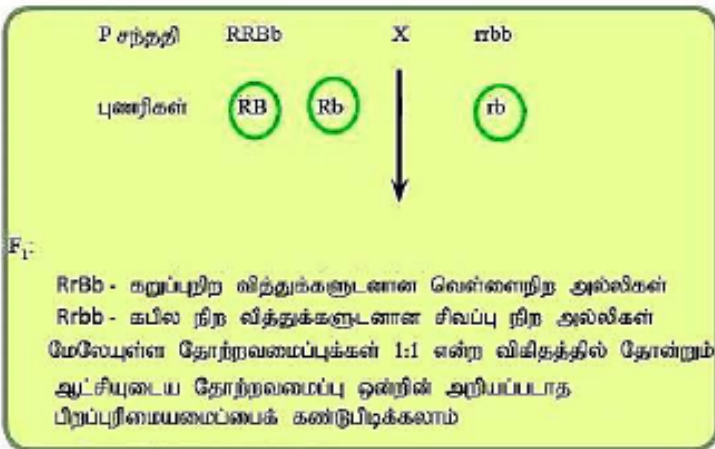 P சந்ததி RRBb X rrbb
புணரிகள் RB Rb rb
F₁:
RrBb - கறுப்புநிற வித்துக்களுடனான வெள்ளைநிற அல்லிகள்
Rrbb - கபில நிற வித்துக்களுடனான சிவப்பு நிற அல்லிகள்
மேலேயுள்ள தோற்றவமைப்புக்கள் 1:1 என்ற விகிதத்தில் தோன்றும்
ஆட்சியுடைய தோற்றவமைப்பு ஒன்றின் அறியப்படாத
பிறப்புரிமையமைப்பைக் கண்டுபிடிக்கலாம்